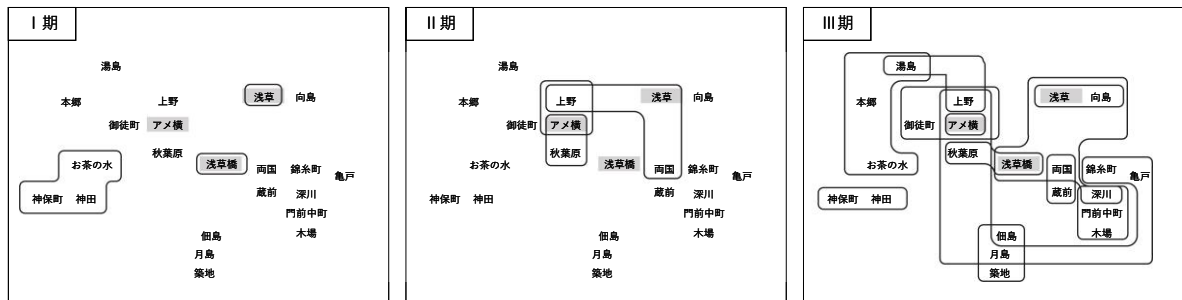 I 期
湯島
浅草
向島
本郷
上野
御徒町
アメ横
秋葉原
お茶の水
浅草橋
両国
錦糸町
亀戸
蔵前
深川
神保町
神田
門前中町
木場
佃島
月島
築地
II 期
湯島
上野
浅草
向島
本郷
御徒町
アメ横
秋葉原
お茶の水
浅草橋
両国
錦糸町
亀戸
蔵前
深川
神保町
神田
門前中町
木場
佃島
月島
築地
III期
湯島
浅草
向島
本郷
上野
御徒町
アメ横
秋葉原
お茶の水
浅草橋
両国
錦糸町
亀戸
蔵前
深川
神保町
神田
門前中町
木場
佃島
月島
築地